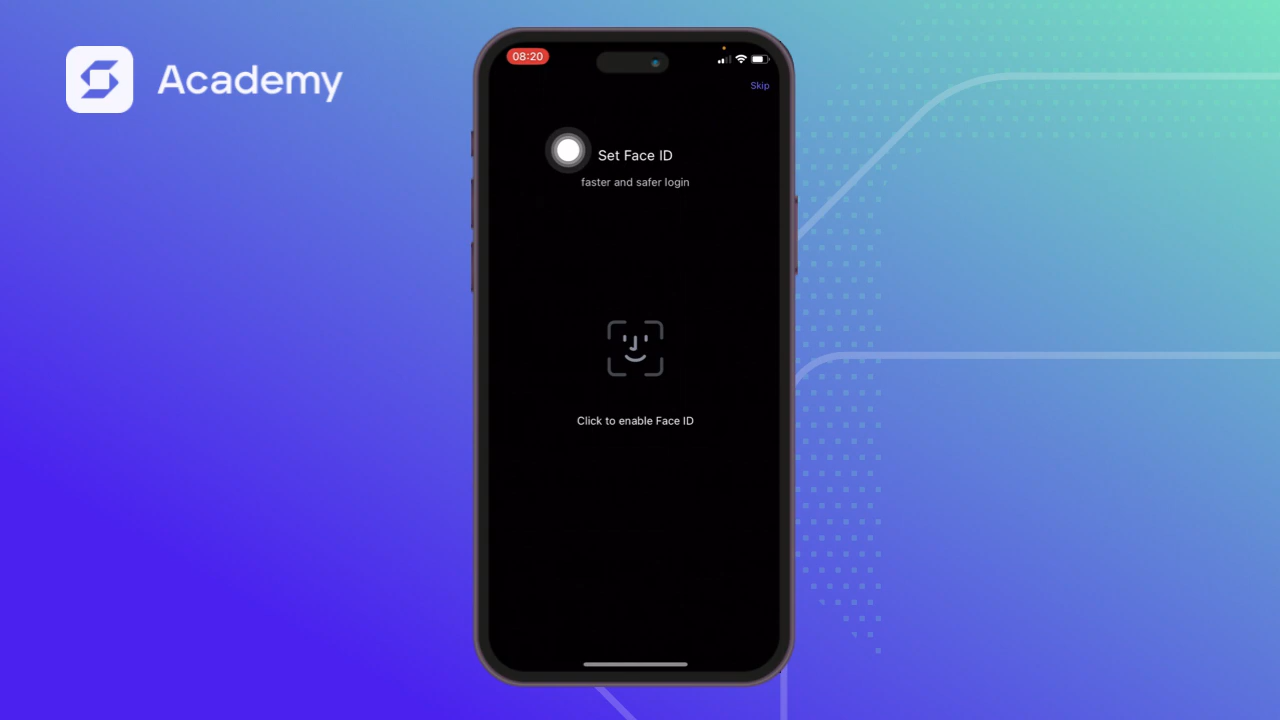 Academy
08:20
Skip
Set Face ID
faster and safer login
Click to enable Face ID